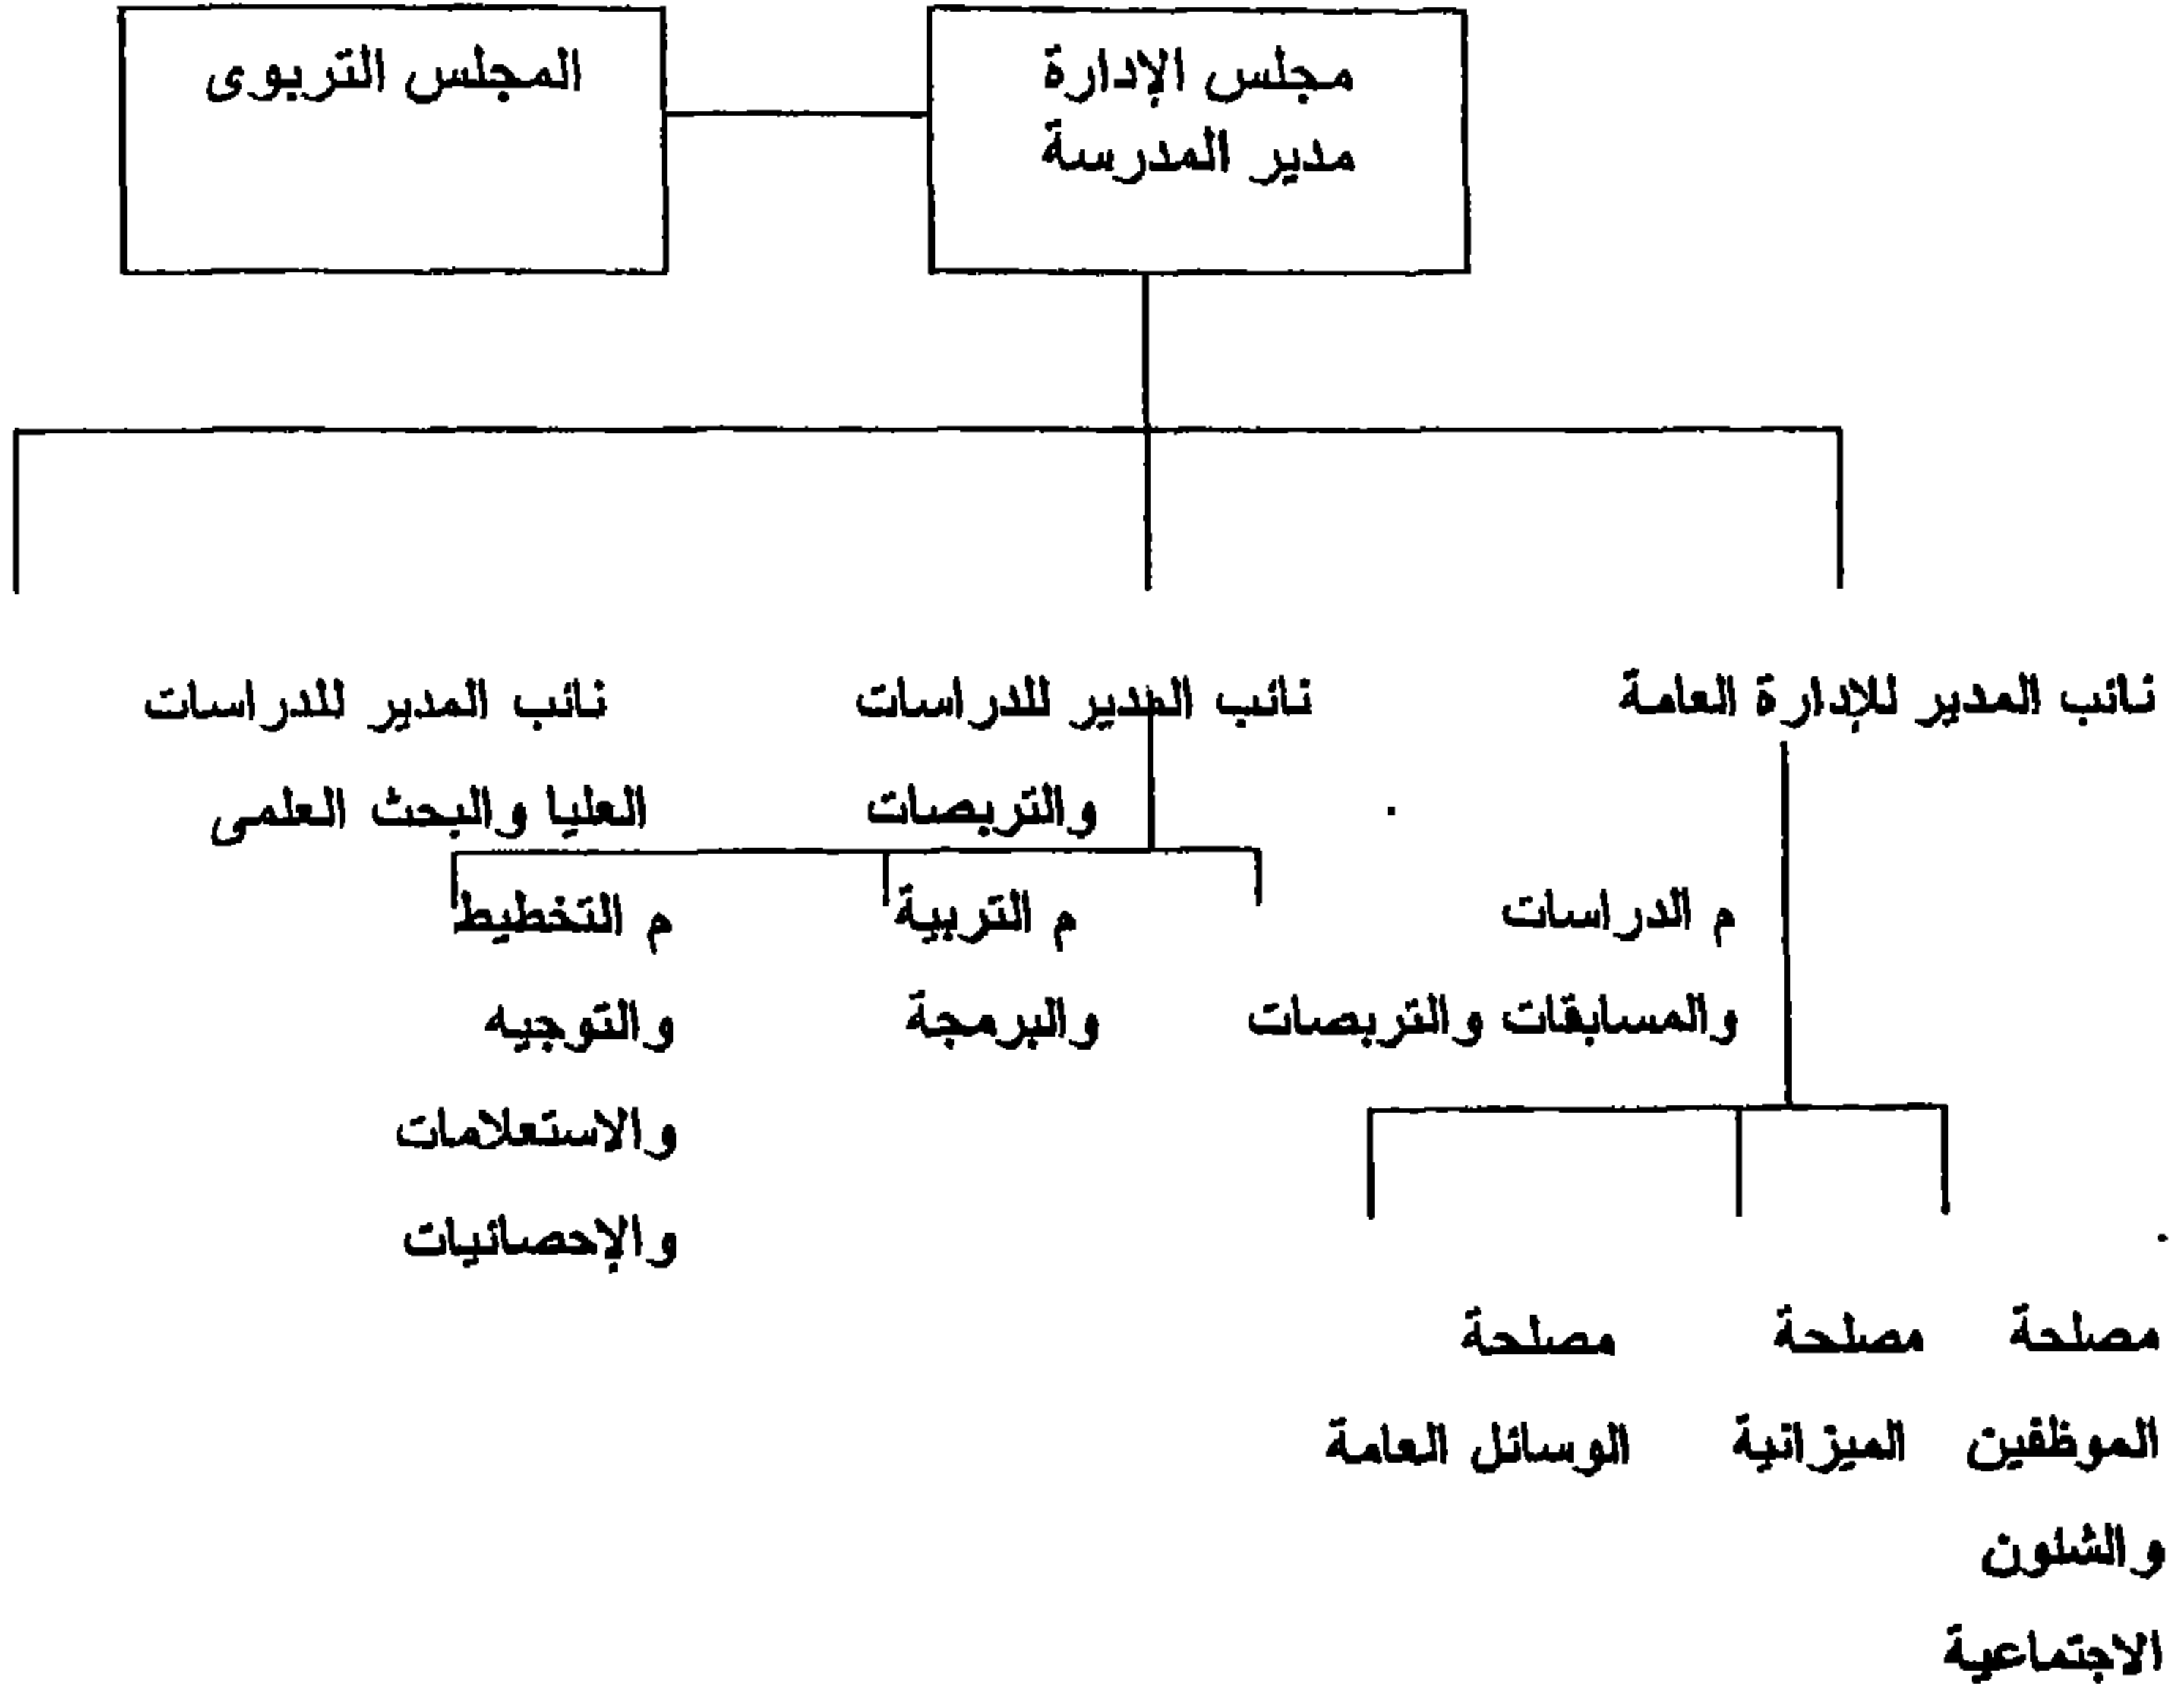 مجلس الإدارة
مدير المدرسة
المجلس التربوى
نائب المدير للإدارة العامة
نائب المدير للدراسات
والتربصات
نائب المدير للدراسات
العليا والبحث العلمى
م الدراسات
والمسابقات والتربصات
م التربية
والبرمجة
م التخطيط
والتوجيه
والاستعلامات
والإحصائيات
مصلحة
الموظفين
والشئون
الاجتماعية
مصلحة
الميزانية
مصلحة
الوسائل العامة